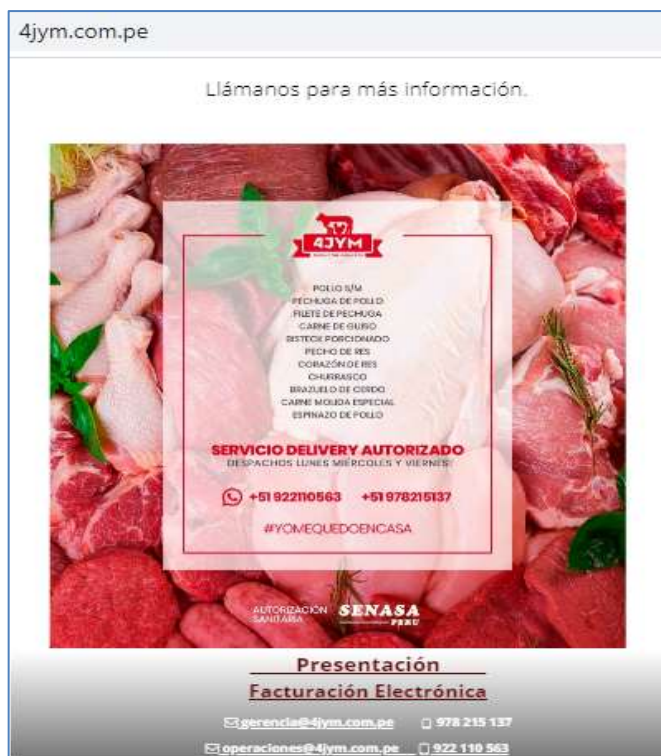 4jym.com.pe
Llámanos para más información.
4JYM
POLLO S/M
PECHUGA DE POLLO
FILETE DE PECHUGA
CARNE DE GUISO
BISTECK PORCIONADO
PECHO DE RES
CORAZÓN DE RES
CHURRASCO
BRAZUELO DE CERDO
CARNE MOLIDA ESPECIAL
ESPINAZO DE POLLO
SERVICIO DELIVERY AUTORIZADO
DESPACHOS LUNES MIÉRCOLES Y VIERNES
+51 922110563 +51 978215137
#YOMEQUEDOENCASA
AUTORIZACIÓN
SANITARIA
SENASA
PERU
Presentación
Facturación Electrónica
gerencia@4jym.com.pe 978 215 137
operaciones@4jym.com.pe 922 110 563